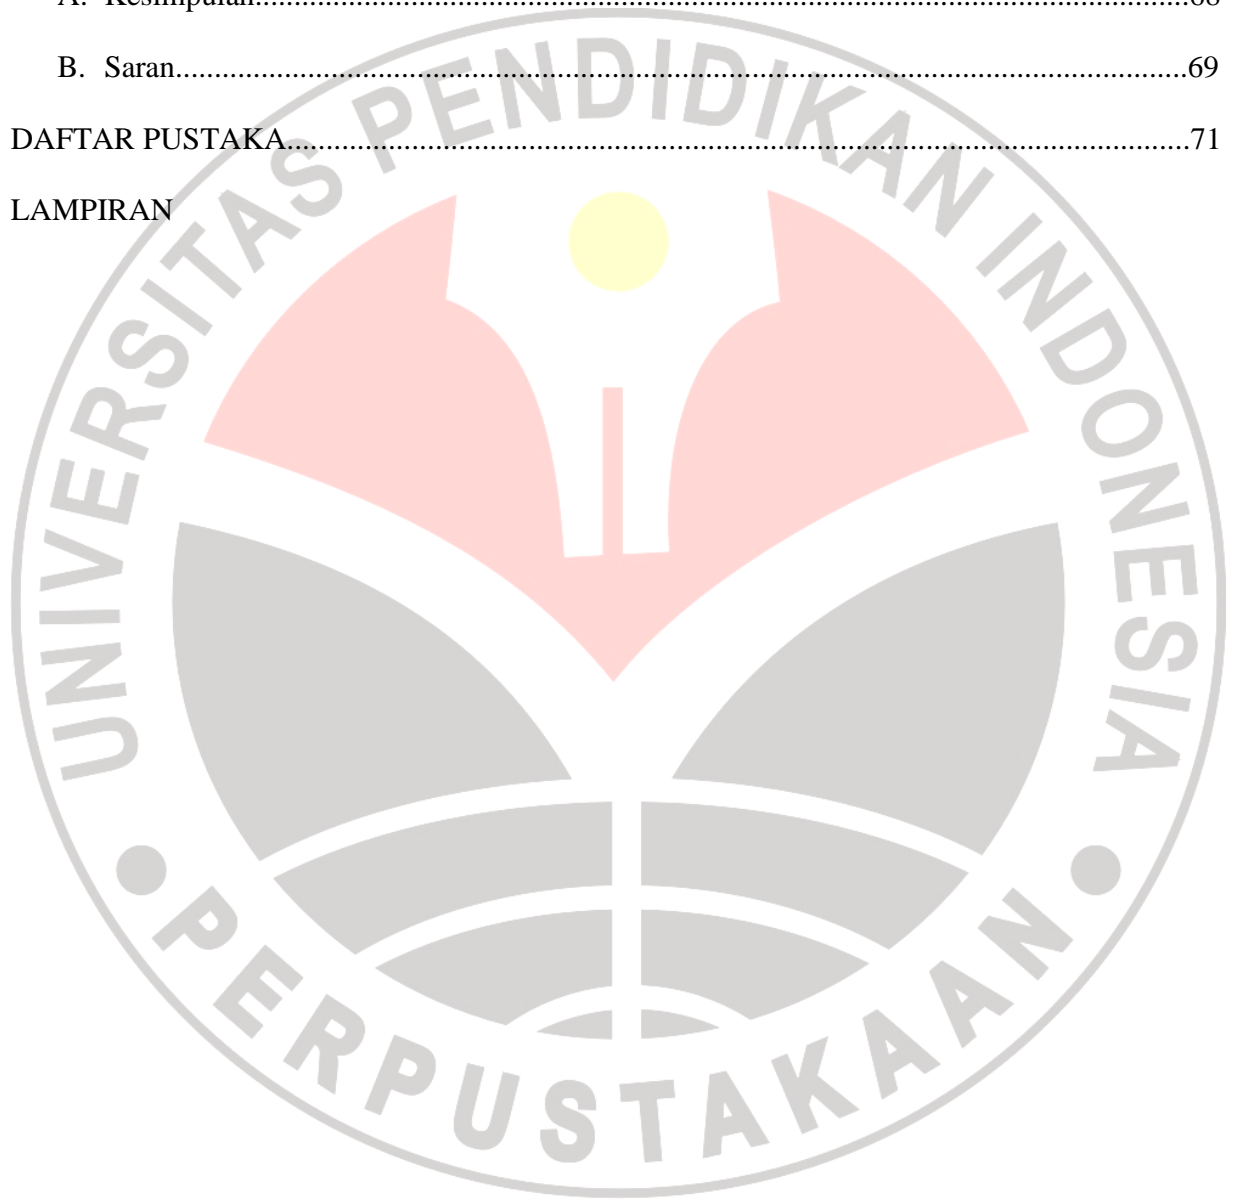 B. Saran....................................................................................................................................69
DAFTAR PUSTAKA.....................................................................................................................71
LAMPIRAN
UNIVERSITAS PENDIDIKAN INDONESIA
PERPUSTAKAAN